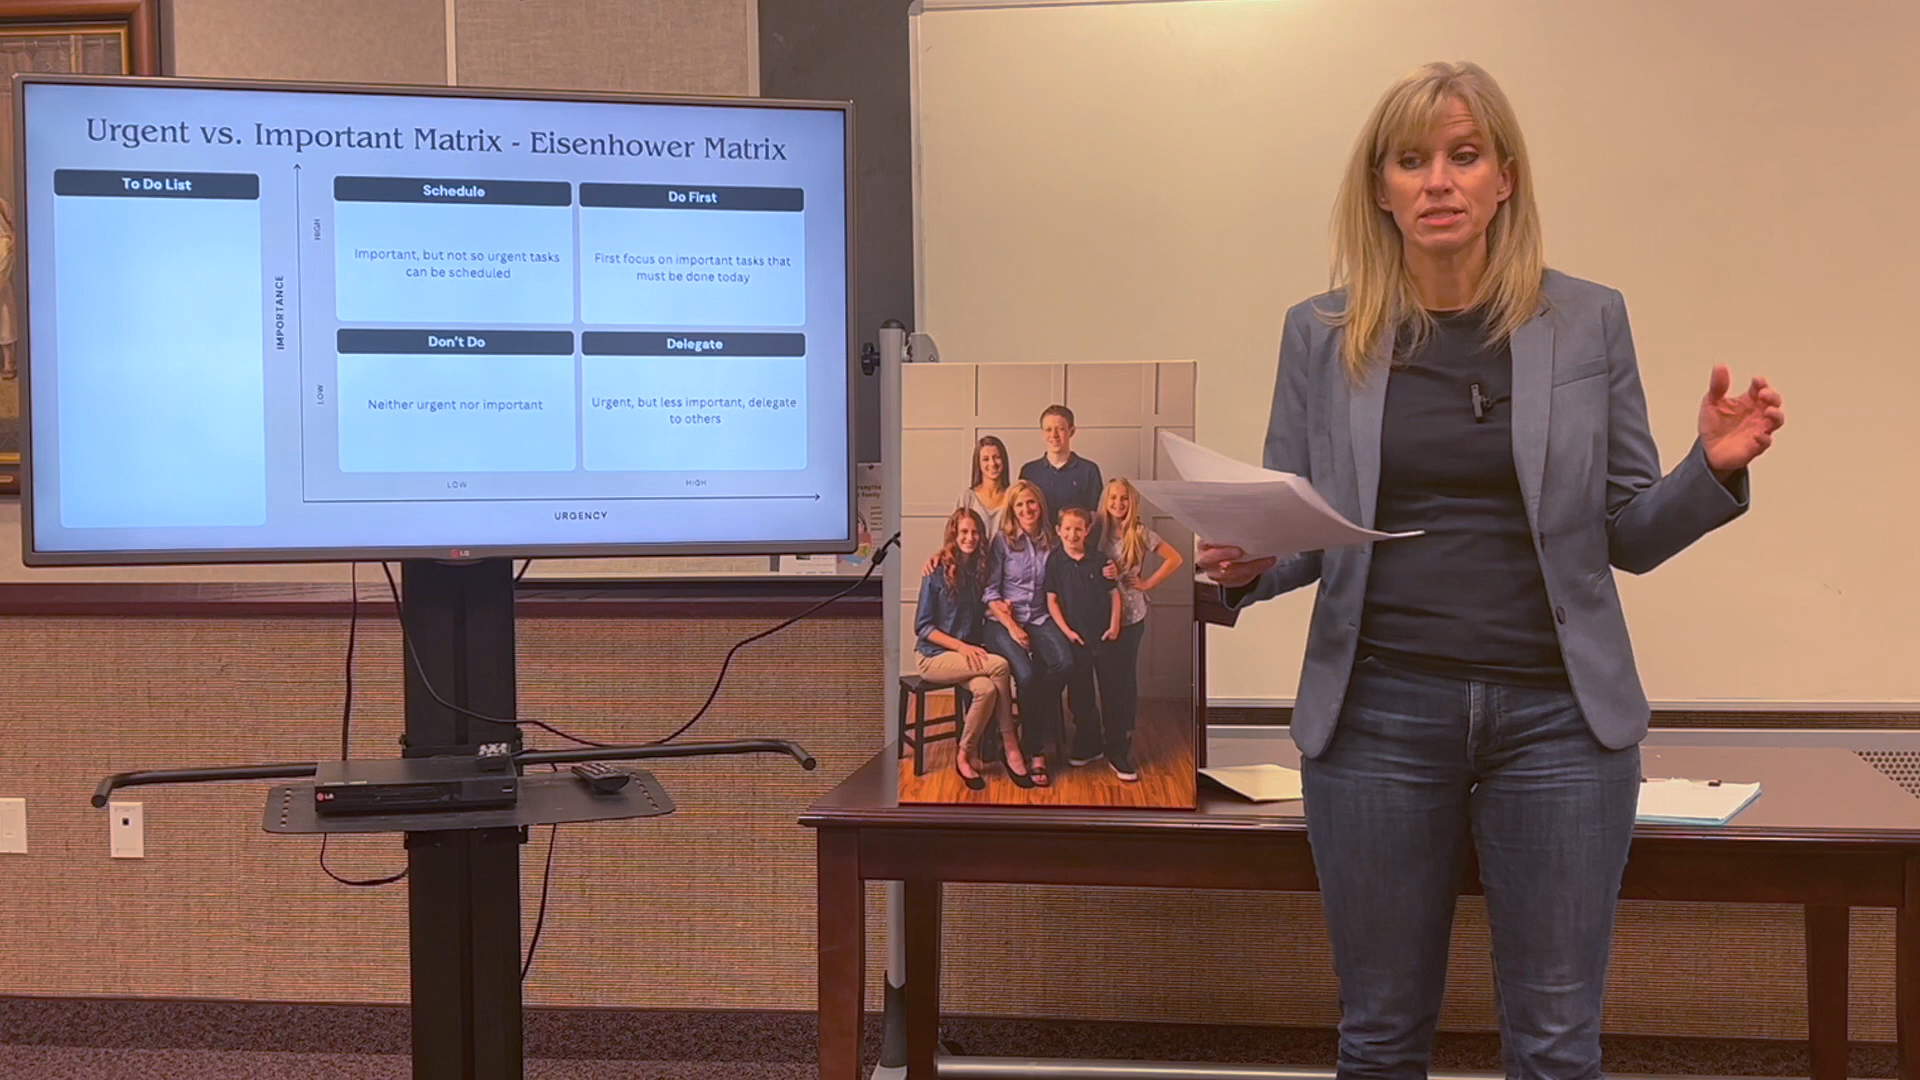 Urgent vs. Important Matrix - Eisenhower Matrix
To Do List
Schedule
Do First
HIGH
IMPORTANCE
Important, but not so urgent tasks
can be scheduled
First focus on important tasks that
must be done today
Don't Do
Delegate
LOW
Neither urgent nor important
Urgent, but less important, delegate
to others
LOW
HIGH
URGENCY
LG
LG